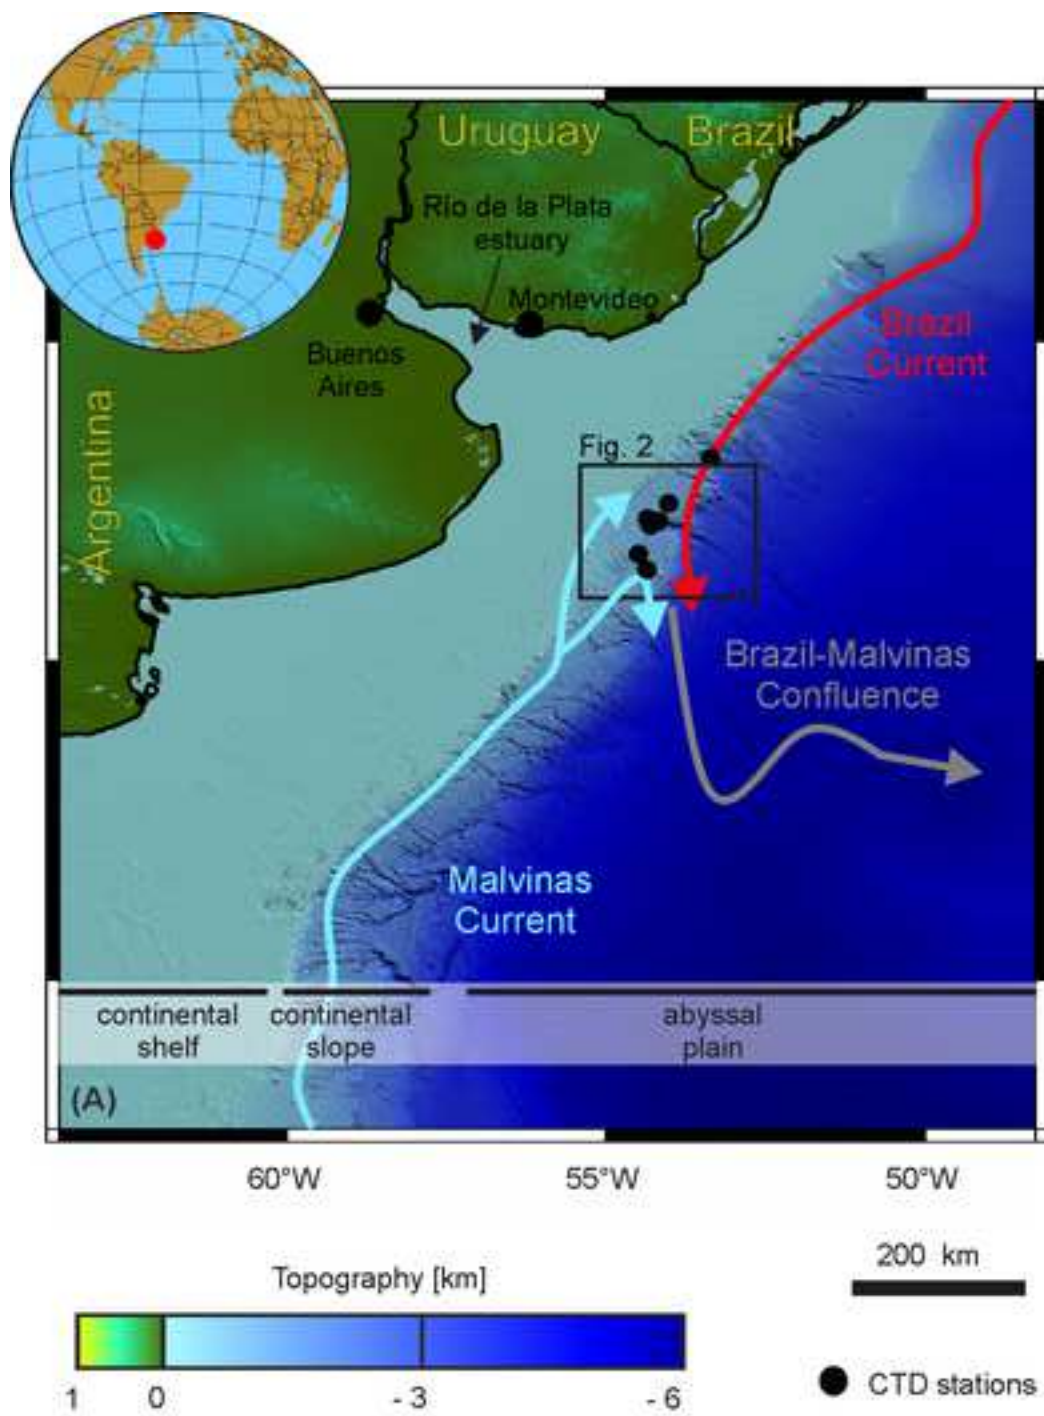 Uruguay
Brazil
Río de la Plata
estuary
Montevideo
Buenos
Aires
Argentina
Brazil
Current
Fig. 2
Brazil-Malvinas
Confluence
Malvinas
Current
continental
shelf
continental
slope
abyssal
plain
(A)
60°W
55°W
50°W
200 km
Topography [km]
1
0
- 3
- 6
CTD stations